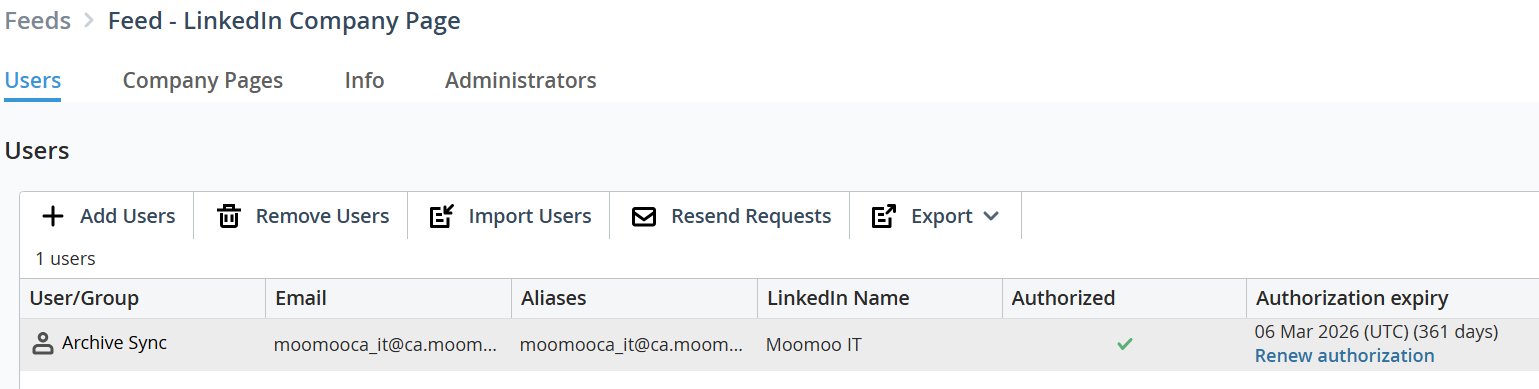 Feeds > Feed - LinkedIn Company Page
Users Company Pages Info Administrators
Users
Add Users Remove Users Import Users Resend Requests Export
1 users
User/Group Email Aliases LinkedIn Name Authorized Authorization expiry
Archive Sync moomooca_it@ca.moom... moomooca_it@ca.moom... Moomoo IT 06 Mar 2026 (UTC) (361 days)
Renew authorization